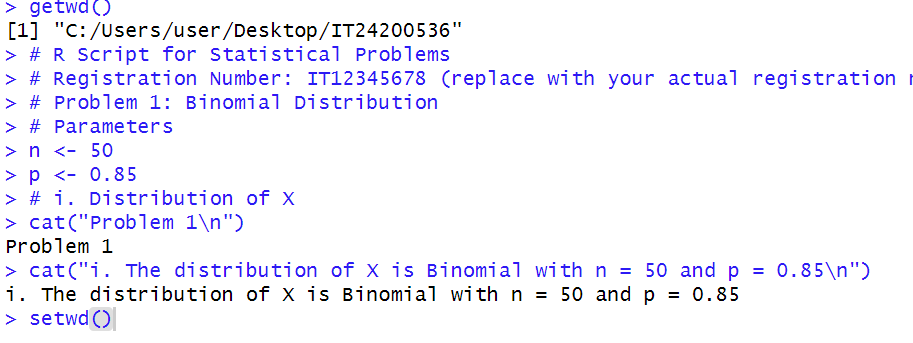 > getwd()
[1] "C:/Users/user/Desktop/IT24200536"
> # R Script for Statistical Problems
> # Registration Number: IT12345678 (replace with your actual registration
> # Problem 1: Binomial Distribution
> # Parameters
> n <- 50
> p <- 0.85
> # i. Distribution of X
> cat("Problem 1\n")
Problem 1
> cat("i. The distribution of X is Binomial with n = 50 and p = 0.85\n")
i. The distribution of X is Binomial with n = 50 and p = 0.85
> setwd()